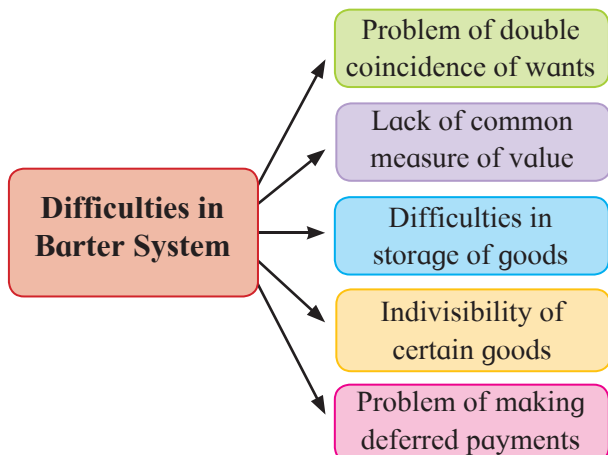 Difficulties in
Barter System
Problem of double
coincidence of wants
Lack of common
measure of value
Difficulties in
storage of goods
Indivisibility of
certain goods
Problem of making
deferred payments